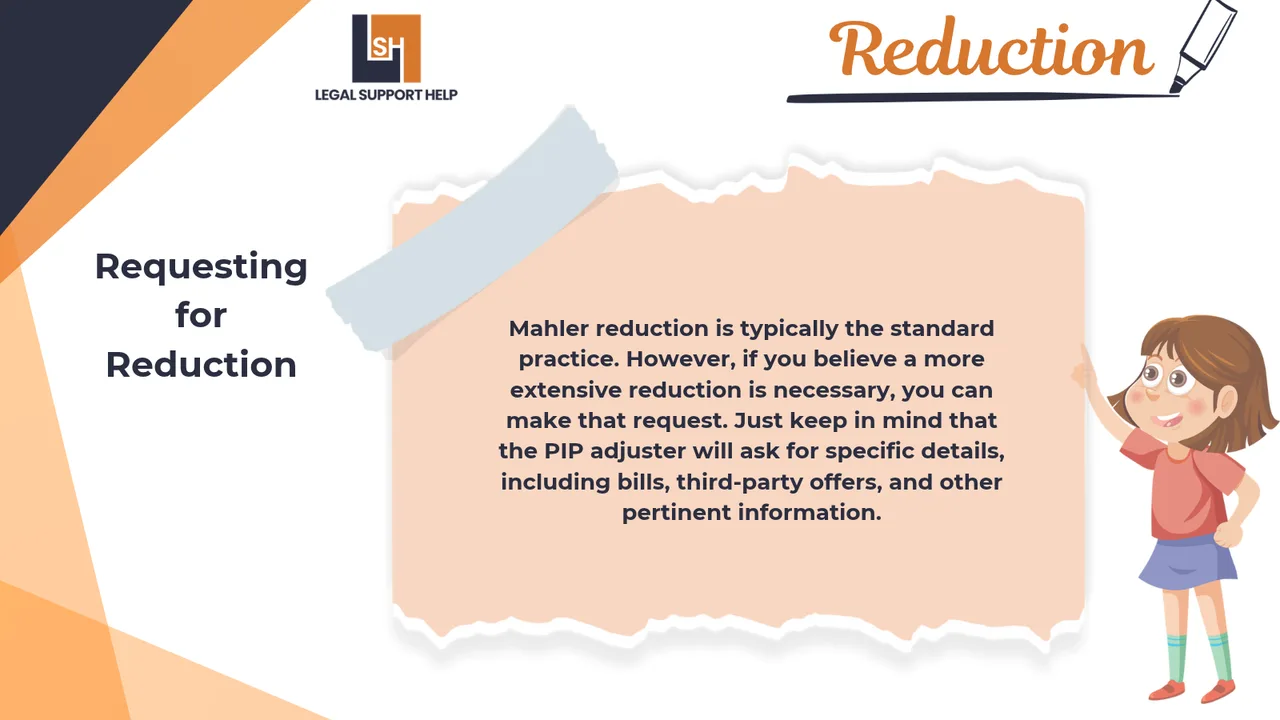 SH
LEGAL SUPPORT HELP
Reduction
Requesting
for
Reduction
Mahler reduction is typically the standard
practice. However, if you believe a more
extensive reduction is necessary, you can
make that request. Just keep in mind that
the PIP adjuster will ask for specific details,
including bills, third-party offers, and other
pertinent information.